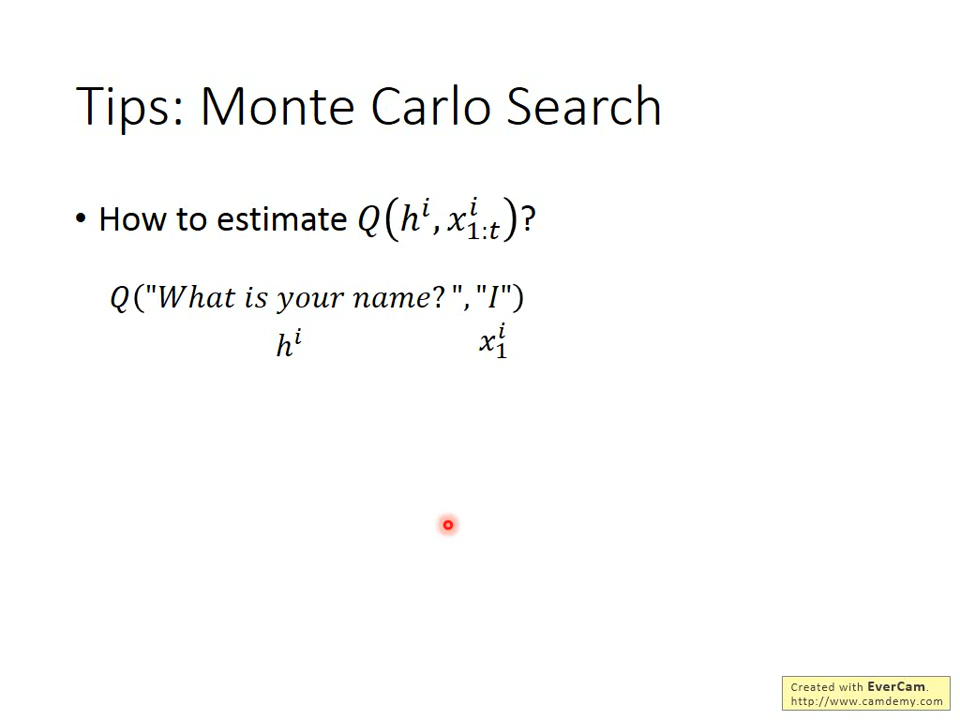 Tips: Monte Carlo Search
• How to estimate $Q(h^i, x^i_{1:t})$?
$Q("What is your name?", "I")$
$h^i$ $x^i_1$
Created with EverCam.
http://www.camdemy.com